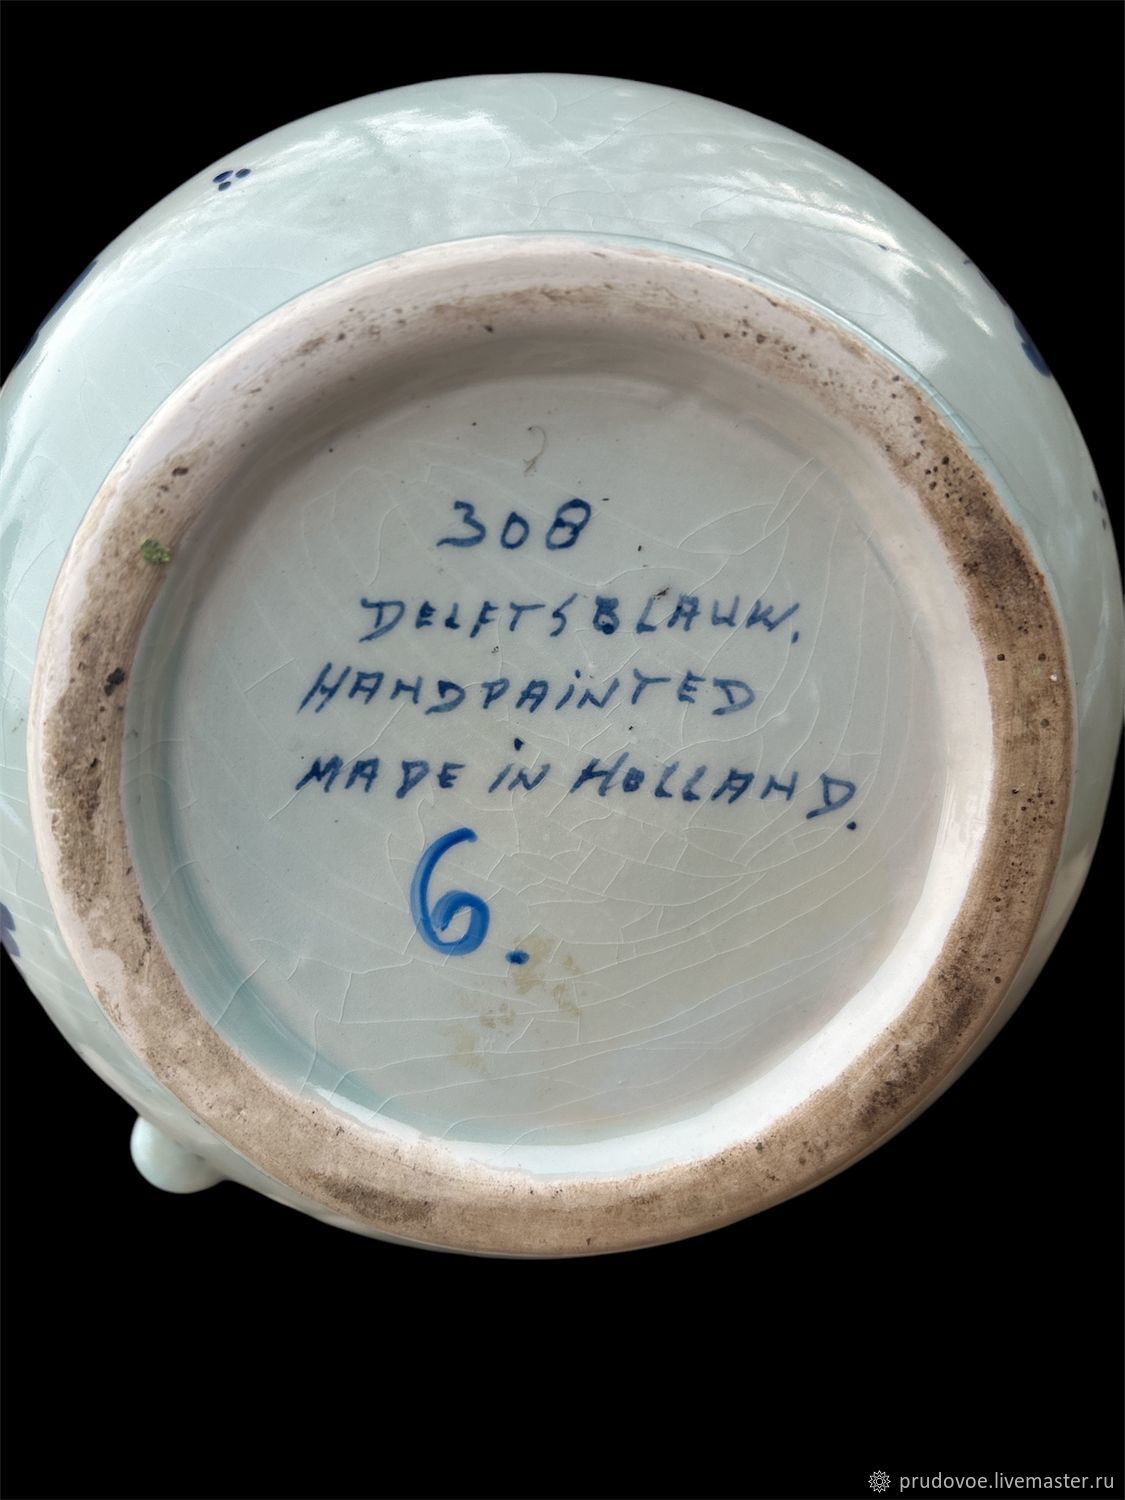 308
DELFTSBLAUW.
HANDPAiNTED
MADE iN HOLLAND.
6.
prudovoe.livemaster.ru